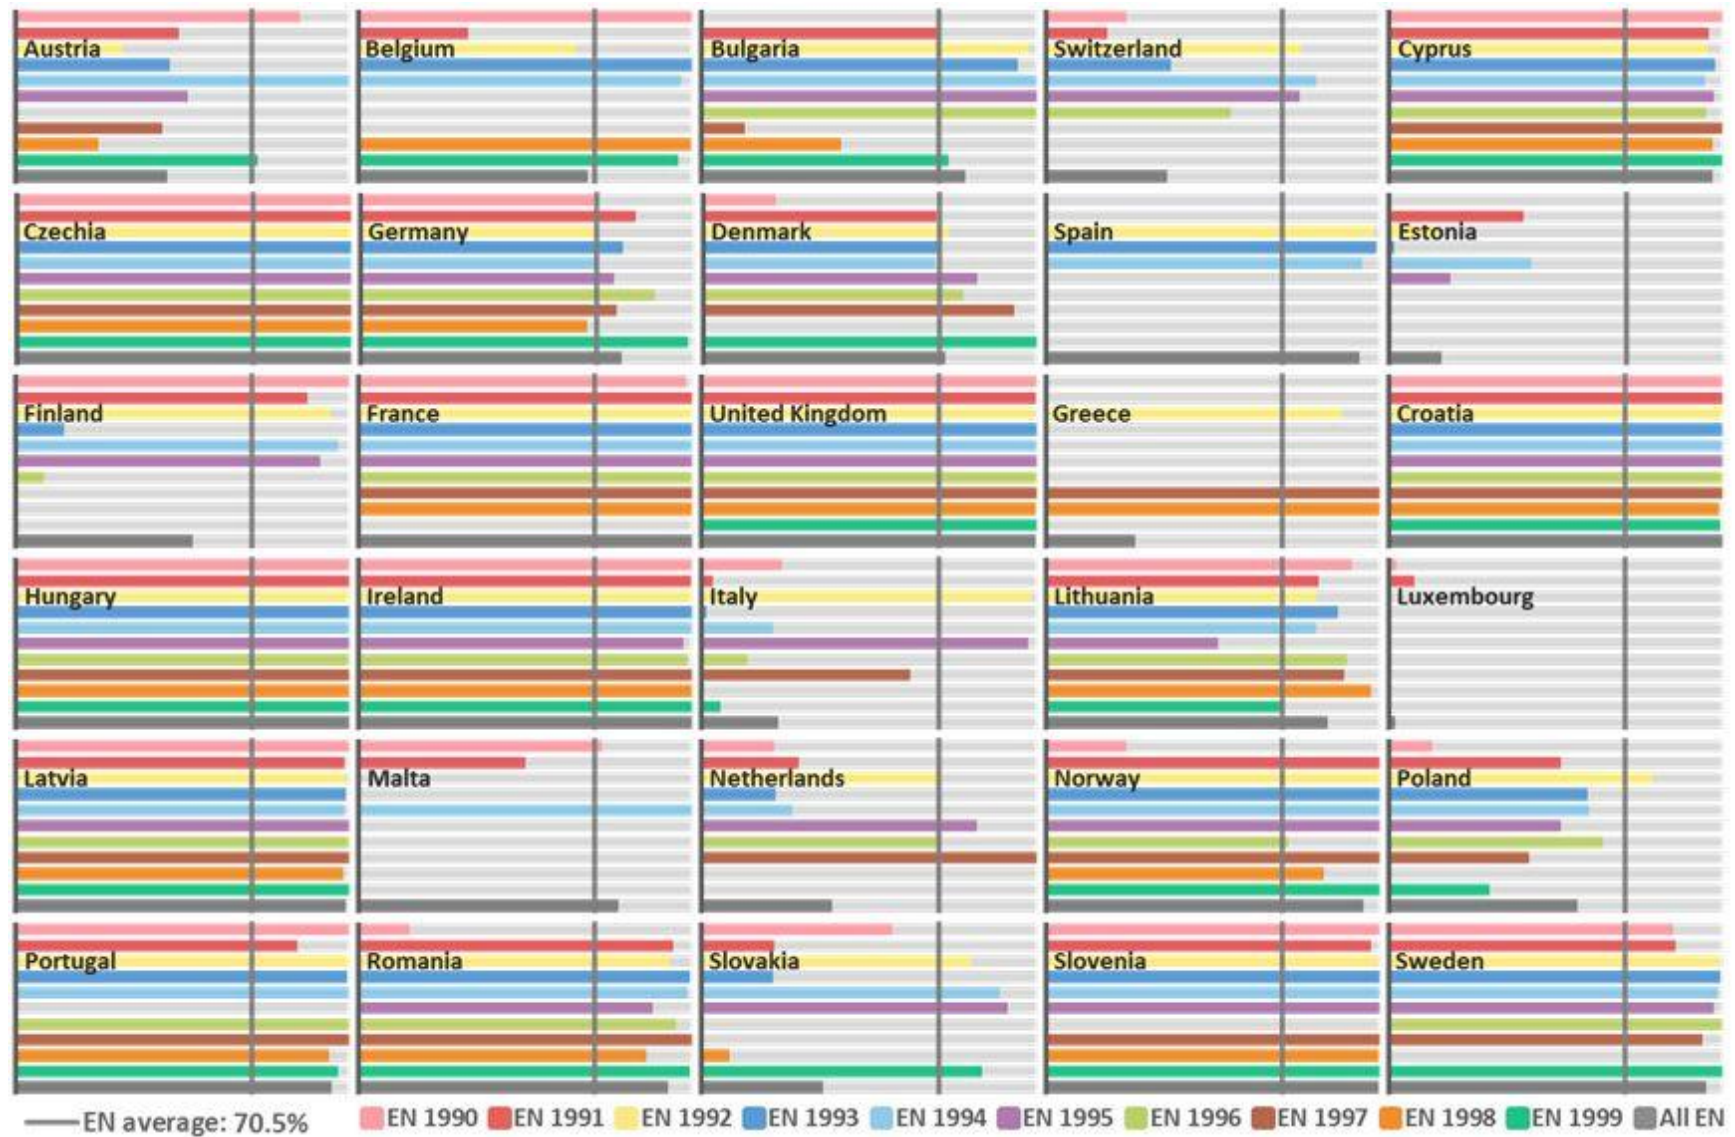 Austria
Belgium
Bulgaria
Switzerland
Cyprus
Czechia
Germany
Denmark
Spain
Estonia
Finland
France
United Kingdom
Greece
Croatia
Hungary
Ireland
Italy
Lithuania
Luxembourg
Latvia
Malta
Netherlands
Norway
Poland
Portugal
Romania
Slovakia
Slovenia
Sweden
EN average: 70.5% EN 1990 EN 1991 EN 1992 EN 1993 EN 1994 EN 1995 EN 1996 EN 1997 EN 1998 EN 1999 All EN